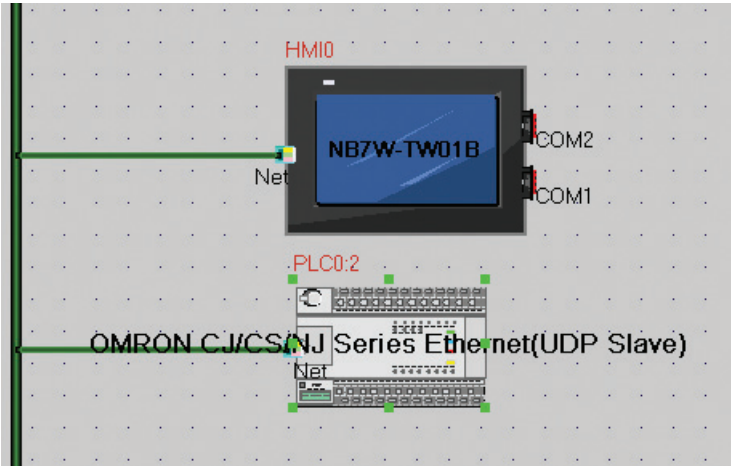 HMI0
NB7W-TW01B
COM2
Net
COM1
PLC0:2
OMRON CJ/CS/NJ Series Ethernet(UDP Slave)
Net